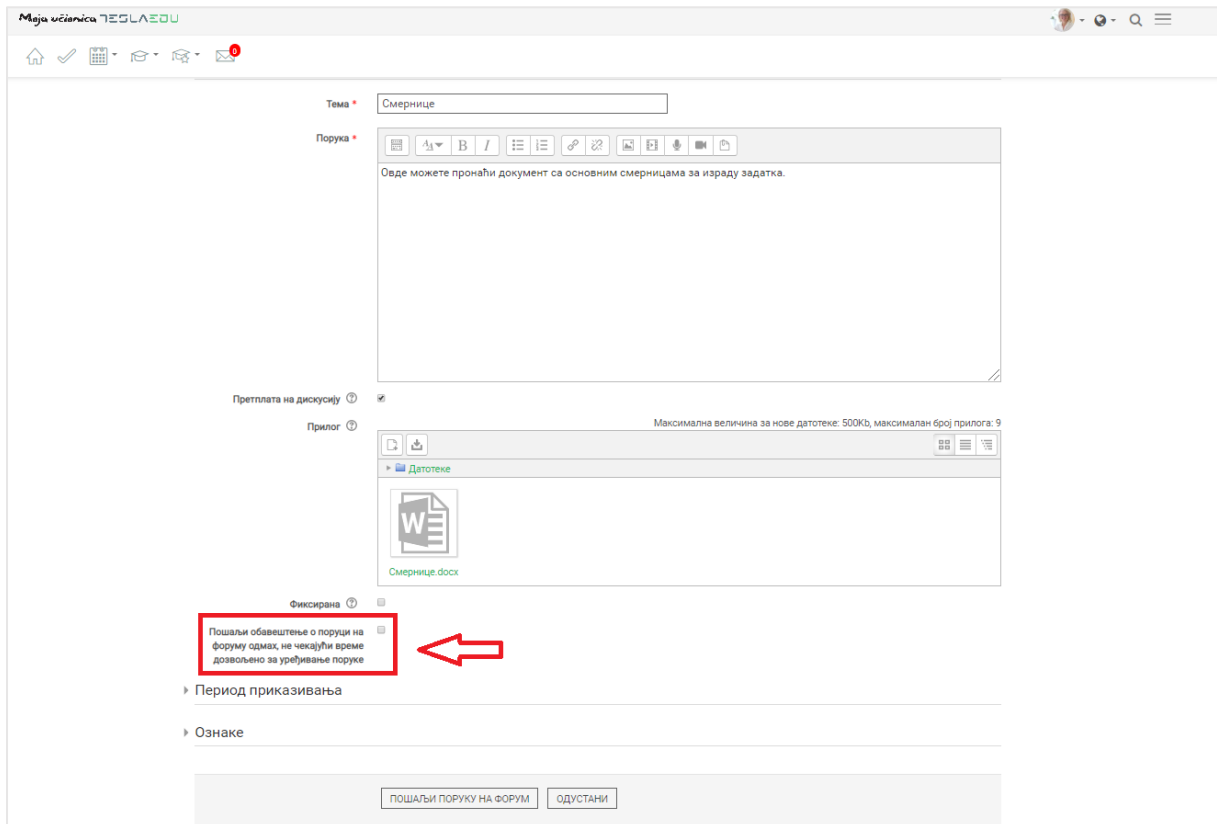 Moja učionica TESLAEDU
0
Тема *
Смернице
Порука *
Овде можете пронаћи документ са основним смерницама за израду задатка.
Претплата на дискусију
Прилог
Максимална величина за нове датотеке: 500Kb, максималан број прилога: 9
Датотеке
Смернице.docx
Фиксирана
Пошаљи обавештење о поруци на
форуму одмах, не чекајући време
дозвољено за уређивање поруке
Период приказивања
Ознаке
ПОШАЉИ ПОРУКУ НА ФОРУМ
ОДУСТАНИ